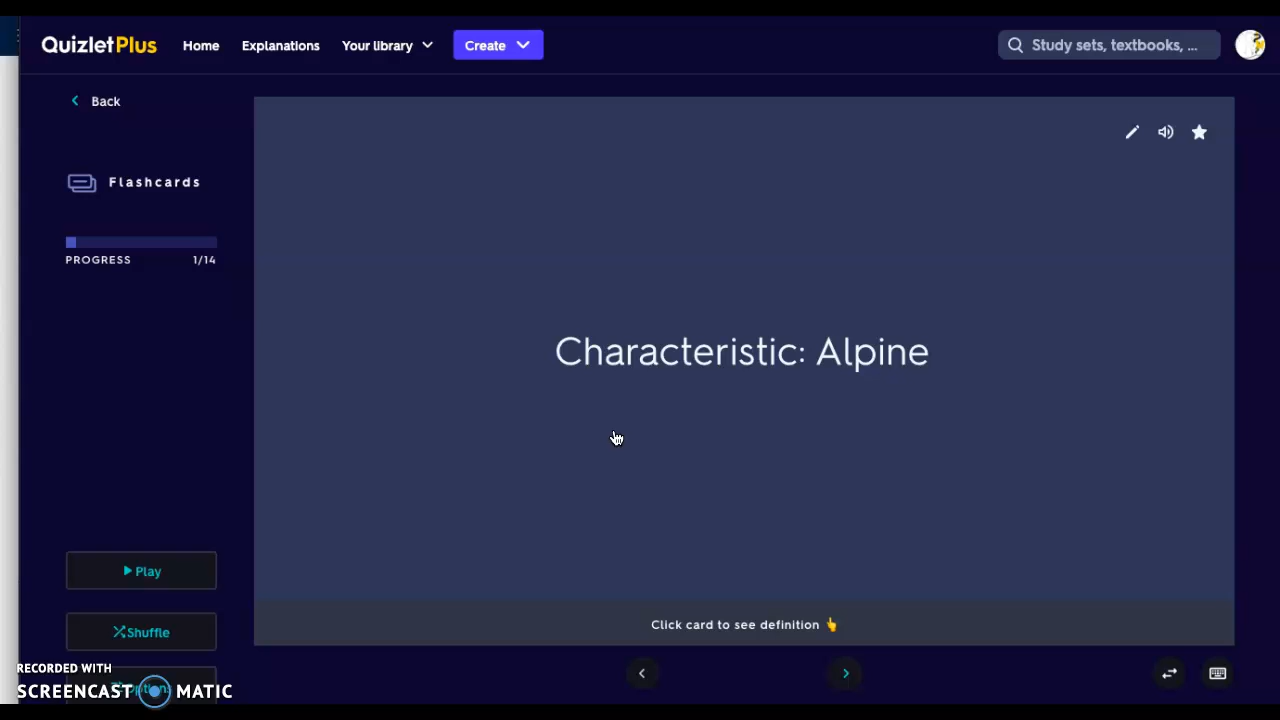 QuizletPlus Home Explanations Your library Create Study sets, textbooks, ...
Back
Flashcards
PROGRESS 1/14
Characteristic: Alpine
Play
Shuffle
Click card to see definition 👆
RECORDED WITH
SCREENCAST MATIC